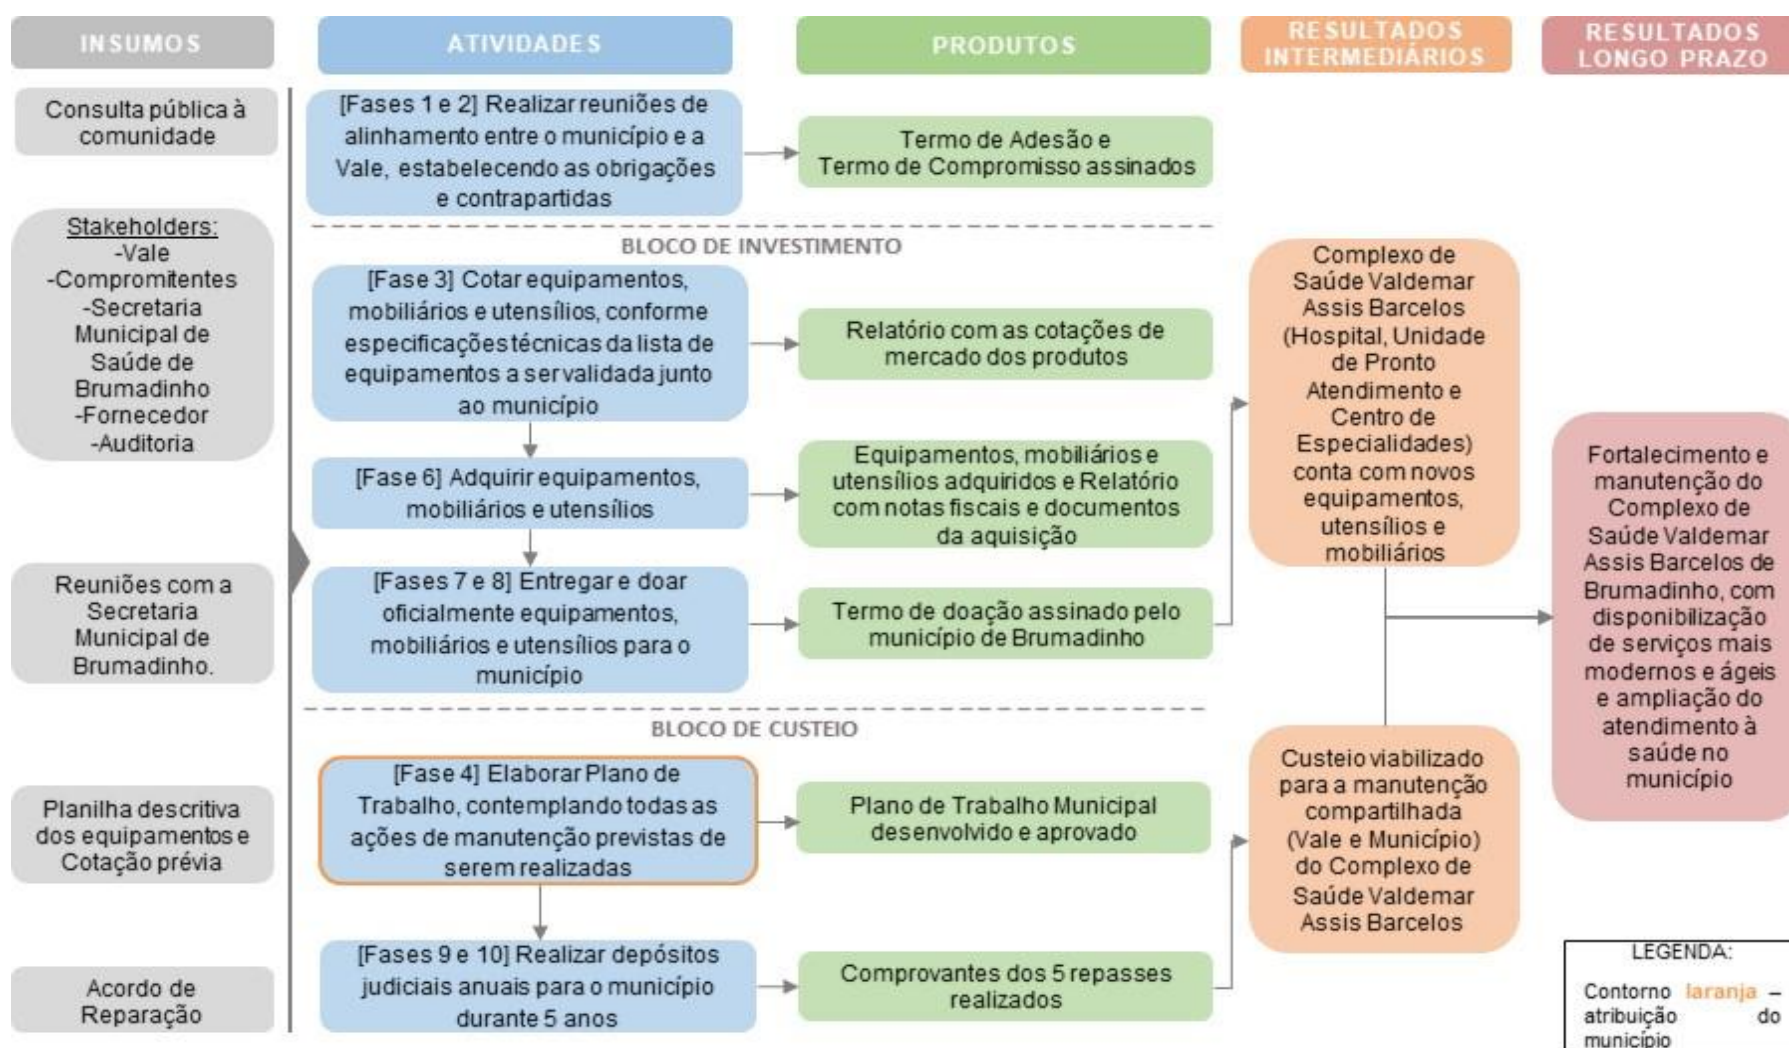 INSUMOS
Consulta pública à
comunidade
Stakeholders:
-Vale
-Compromitentes
-Secretaria
Municipal de
Saúde de
Brumadinho
-Fornecedor
-Auditoria
Reuniões com a
Secretaria
Municipal de
Brumadinho.
Planilha descritiva
dos equipamentos e
Cotação prévia
Acordo de
Reparação
ATIVIDADES
PRODUTOS
[Fases 1 e 2] Realizar reuniões de
alinhamento entre o município e a
Vale, estabelecendo as obrigações
e contrapartidas
Termo de Adesão e
Termo de Compromisso assinados
BLOCO DE INVESTIMENTO
[Fase 3] Cotar equipamentos,
mobiliários e utensílios, conforme
especificações técnicas da lista de
equipamentos a ser validada junto
ao município
Relatório com as cotações de
mercado dos produtos
[Fase 6] Adquirir equipamentos,
mobiliários e utensílios
Equipamentos, mobiliários e
utensílios adquiridos e Relatório
com notas fiscais e documentos
da aquisição
[Fases 7 e 8] Entregar e doar
oficialmente equipamentos,
mobiliários e utensílios para o
município
Termo de doação assinado pelo
município de Brumadinho
BLOCO DE CUSTEIO
[Fase 4] Elaborar Plano de
Trabalho, contemplando todas as
ações de manutenção previstas de
serem realizadas
Plano de Trabalho Municipal
desenvolvido e aprovado
[Fases 9 e 10] Realizar depósitos
judiciais anuais para o município
durante 5 anos
Comprovantes dos 5 repasses
realizados
RESULTADOS
INTERMEDIÁRIOS
Complexo de
Saúde Valdemar
Assis Barcelos
(Hospital, Unidade
de Pronto
Atendimento e
Centro de
Especialidades)
conta com novos
equipamentos,
utensílios e
mobiliários
Custeio viabilizado
para a manutenção
compartilhada
(Vale e Município)
do Complexo de
Saúde Valdemar
Assis Barcelos
RESULTADOS
LONGO PRAZO
Fortalecimento e
manutenção do
Complexo de
Saúde Valdemar
Assis Barcelos de
Brumadinho, com
disponibilização
de serviços mais
modernos e ágeis
e ampliação do
atendimento à
saúde no
município
LEGENDA:
Contorno laranja –
atribuição do
município